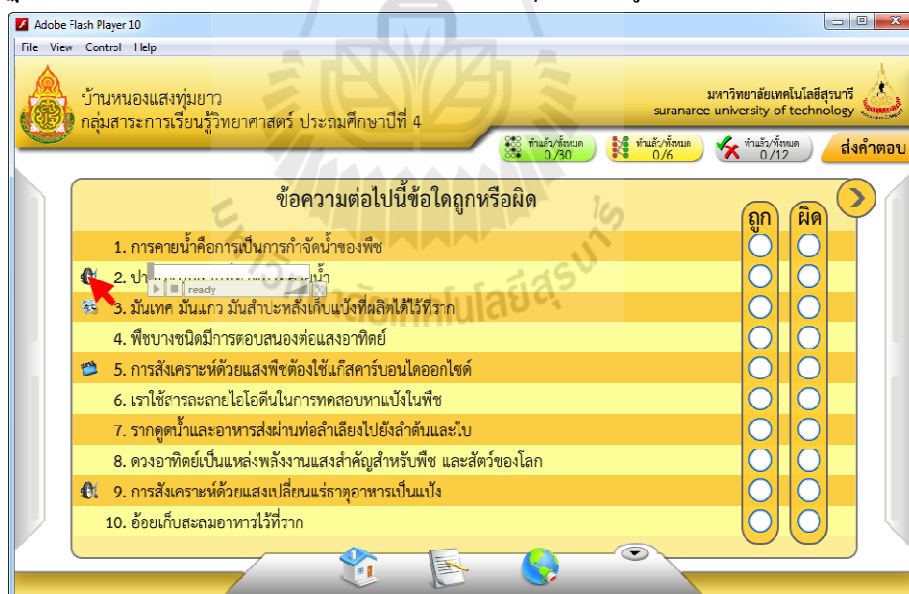 Adobe Flash Player 10
File View Control Help
บ้านหนองแสงทุ่มยาว
กลุ่มสาระการเรียนรู้วิทยาศาสตร์ ประถมศึกษาปีที่ 4
มหาวิทยาลัยเทคโนโลยีสุรนารี
suranaree university of technology
ทำแล้ว/ทั้งหมด ทำแล้ว/ทั้งหมด ทำแล้ว/ทั้งหมด
0/30 0/6 0/12 ส่งคำตอบ
ข้อความต่อไปนี้ข้อใดถูกหรือผิด
ถูก ผิด
1. การคายน้ำคือการเป็นการกำจัดน้ำของพืช
2. ปา
ready
3. มันเทศ มันแกว มันสำปะหลังเก็บแป้งที่ผลิตได้ไว้ที่ราก
4. พืชบางชนิดมีการตอบสนองต่อแสงอาทิตย์
5. การสังเคราะห์ด้วยแสงพืชต้องใช้แก๊สคาร์บอนไดออกไซด์
6. เราใช้สารละลายไอโอดีนในการทดสอบหาแป้งในพืช
7. รากดูดน้ำและอาหารส่งผ่านท่อลำเลียงไปยังลำต้นและใบ
8. ดวงอาทิตย์เป็นแหล่งพลังงานแสงสำคัญสำหรับพืช และสัตว์ของโลก
9. การสังเคราะห์ด้วยแสงเปลี่ยนแร่ธาตุอาหารเป็นแป้ง
10. อ้อยเก็บสะสมอาหารไว้ที่ราก
มหาวิทยาลัยเทคโนโลยีสุรนารี